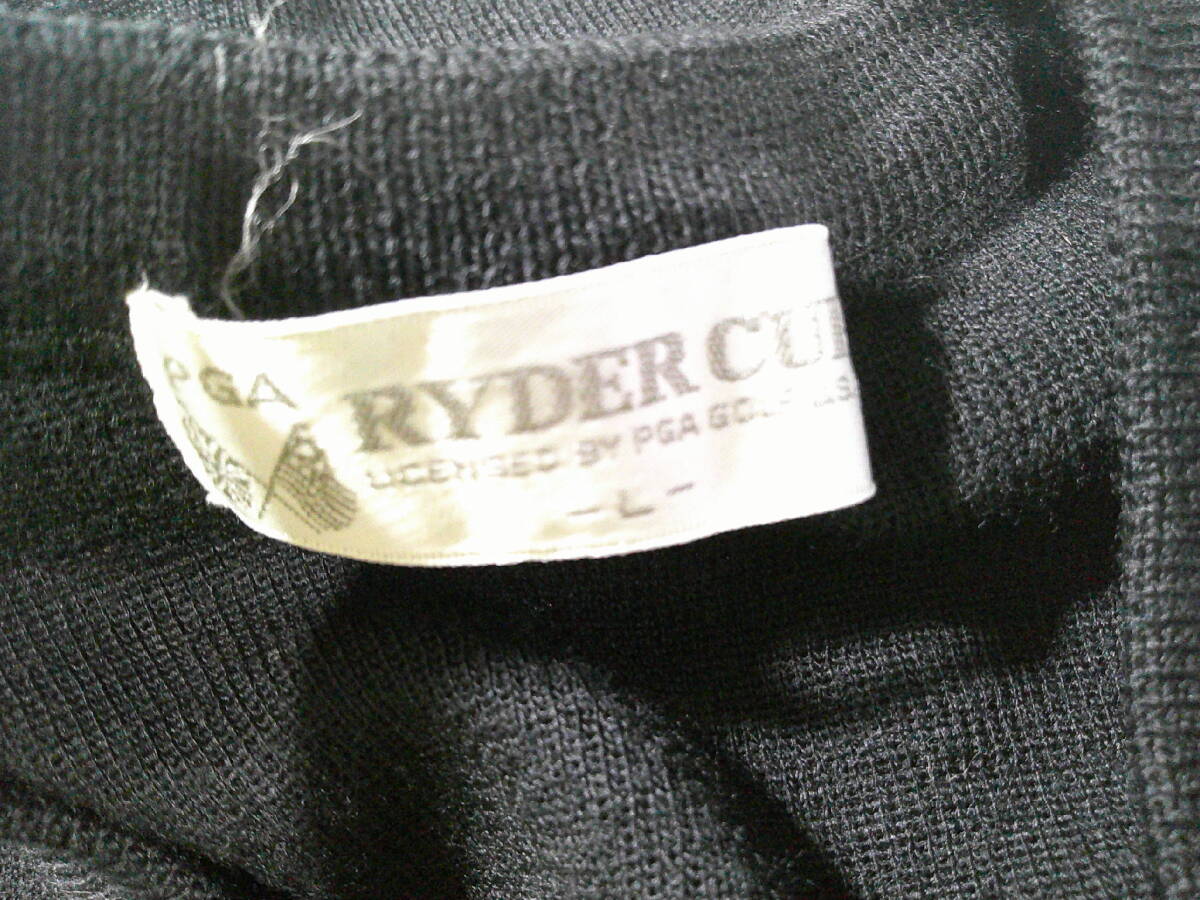 PGA
RYDER CU
LICENSED BY PGA GOLF
- L -